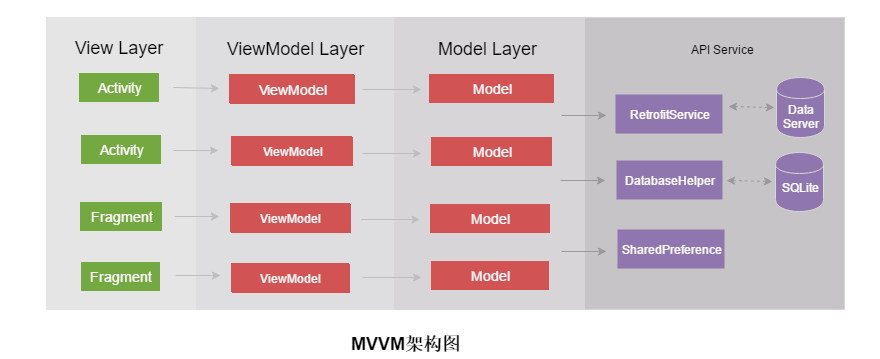 View Layer
ViewModel Layer
Model Layer
API Service
Activity
ViewModel
Model
RetrofitService
Data
Server
Activity
ViewModel
Model
DatabaseHelper
SQLite
Fragment
ViewModel
Model
SharedPreference
Fragment
ViewModel
Model
MVVM架构图